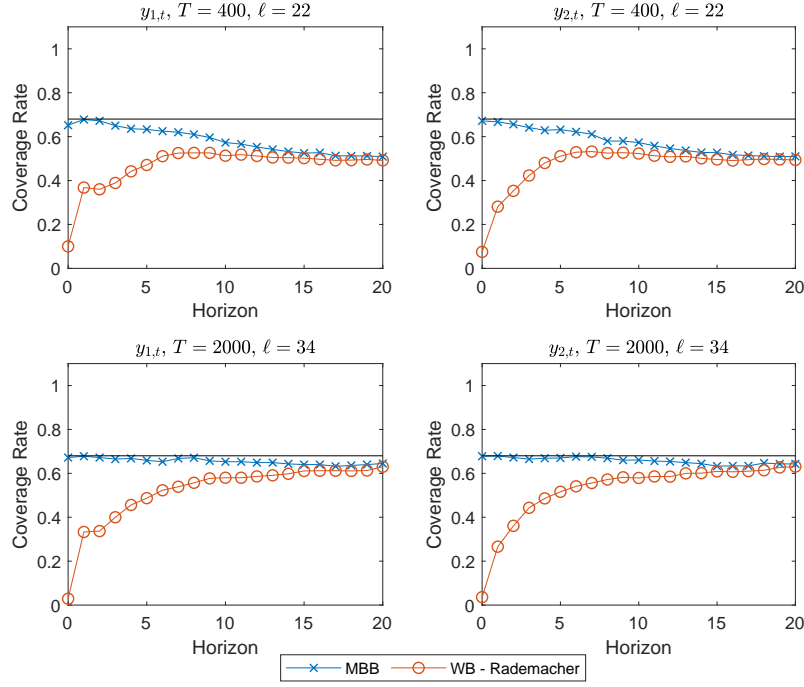 $y_{1,t}$, $T = 400$, $\ell = 22$
1
0.8
0.6
0.4
0.2
0
Coverage Rate
0 5 10 15 20
Horizon
$y_{2,t}$, $T = 400$, $\ell = 22$
1
0.8
0.6
0.4
0.2
0
Coverage Rate
0 5 10 15 20
Horizon
$y_{1,t}$, $T = 2000$, $\ell = 34$
1
0.8
0.6
0.4
0.2
0
Coverage Rate
0 5 10 15 20
Horizon
$y_{2,t}$, $T = 2000$, $\ell = 34$
1
0.8
0.6
0.4
0.2
0
Coverage Rate
0 5 10 15 20
Horizon
MBB WB - Rademacher